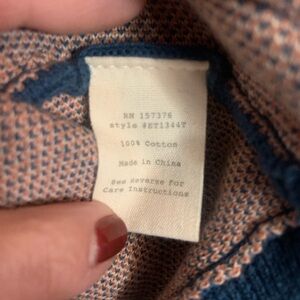 RN 157376
style #ET1344T
100% Cotton
Made in China
See Reverse for
Care Instructions